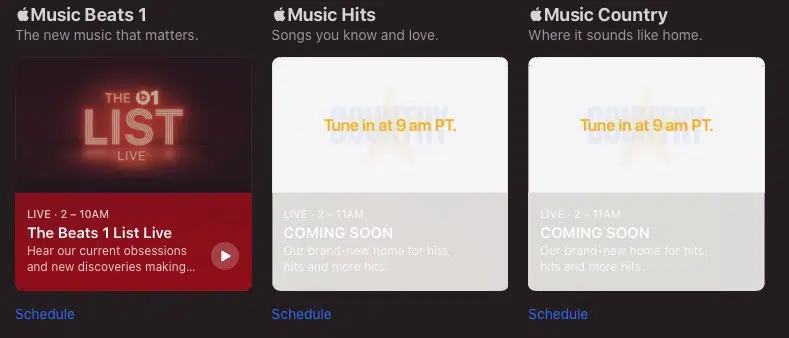 Music Beats 1
The new music that matters.
THE B1
LIST
LIVE
LIVE · 2 – 10AM
The Beats 1 List Live
Hear our current obsessions
and new discoveries making...
Schedule
Music Hits
Songs you know and love.
COUNTRY
Tune in at 9 am PT.
LIVE · 2 – 11AM
COMING SOON
Our brand-new home for hits,
hits and more hits.
Schedule
Music Country
Where it sounds like home.
COUNTRY
Tune in at 9 am PT.
LIVE · 2 – 11AM
COMING SOON
Our brand-new home for hits,
hits and more hits.
Schedule